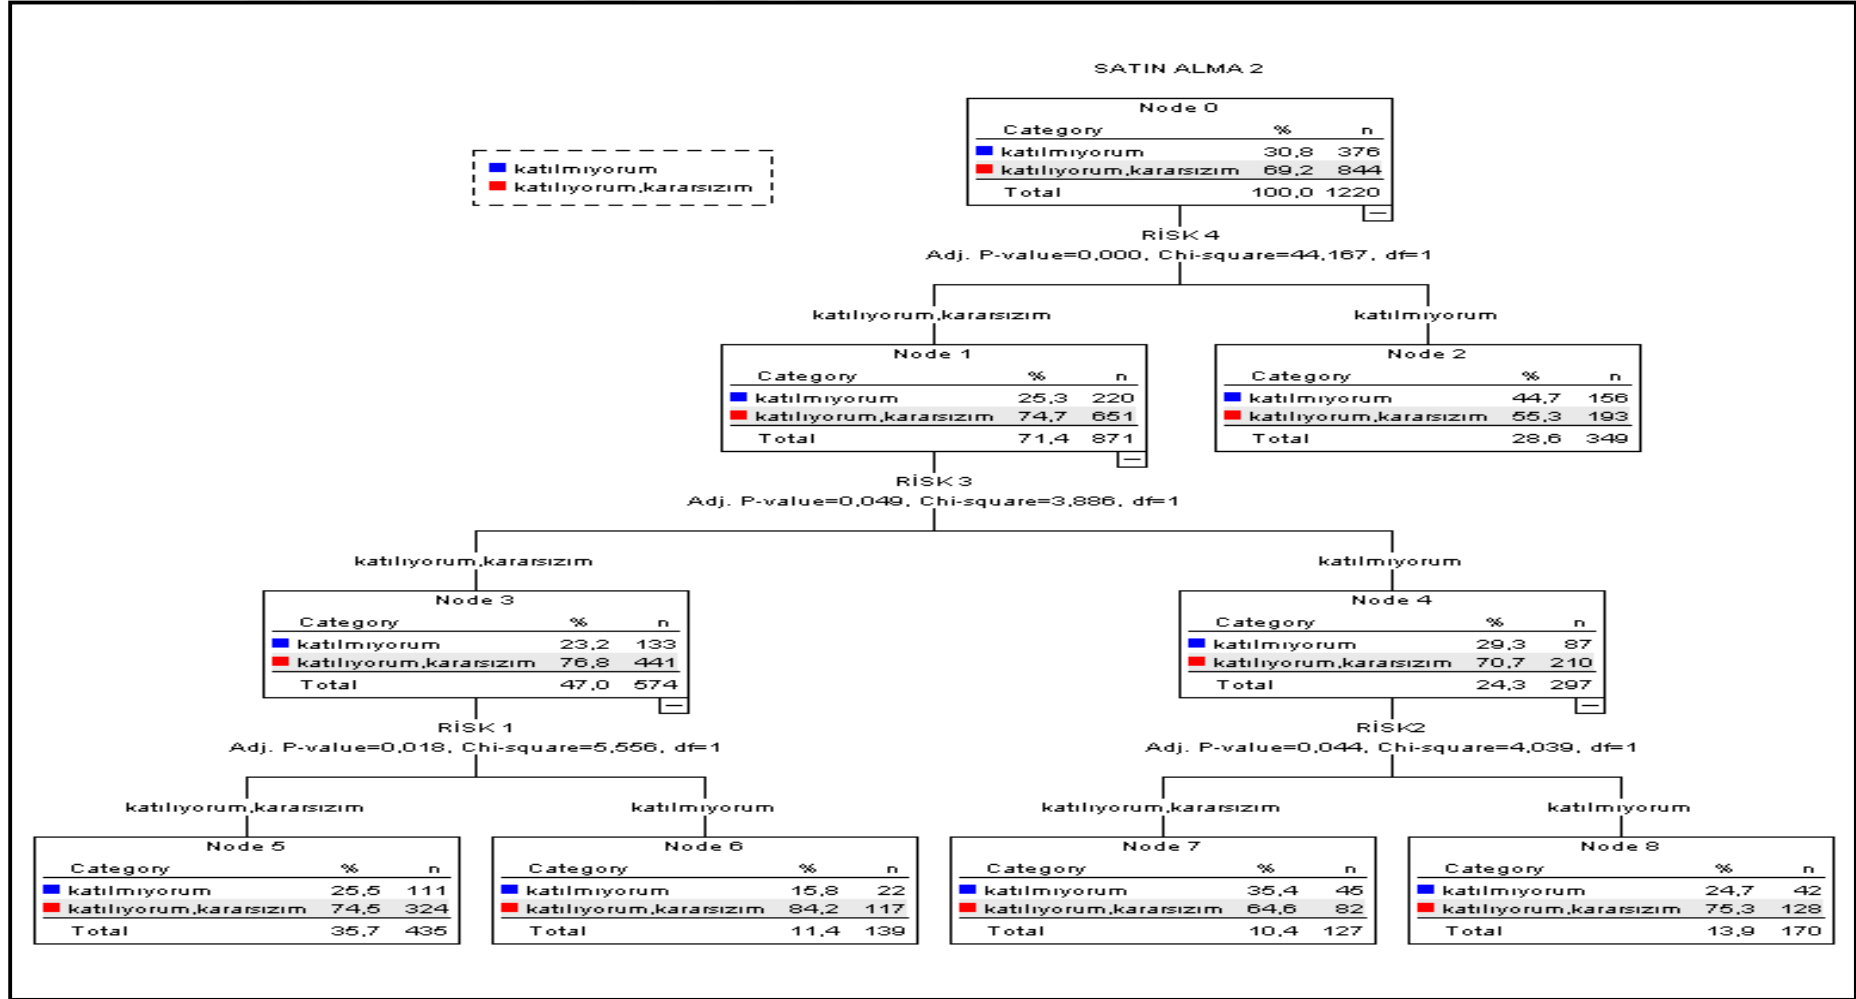 SATIN ALMA 2
Node 0
Category % n
katılmıyorum 30,8 376
katılıyorum,kararsızım 69,2 844
Total 100,0 1220
katılmıyorum
katılıyorum,kararsızım
RİSK 4
Adj. P-value=0,000, Chi-square=44,167, df=1
katılıyorum,kararsızım
katılmıyorum
Node 1
Category % n
katılmıyorum 25,3 220
katılıyorum,kararsızım 74,7 651
Total 71,4 871
Node 2
Category % n
katılmıyorum 44,7 156
katılıyorum,kararsızım 55,3 193
Total 28,6 349
RİSK 3
Adj. P-value=0,049, Chi-square=3,886, df=1
katılıyorum,kararsızım
katılmıyorum
Node 3
Category % n
katılmıyorum 23,2 133
katılıyorum,kararsızım 76,8 441
Total 47,0 574
Node 4
Category % n
katılmıyorum 29,3 87
katılıyorum,kararsızım 70,7 210
Total 24,3 297
RİSK 1
Adj. P-value=0,018, Chi-square=5,556, df=1
RİSK2
Adj. P-value=0,044, Chi-square=4,039, df=1
katılıyorum,kararsızım
katılmıyorum
katılıyorum,kararsızım
katılmıyorum
Node 5
Category % n
katılmıyorum 25,5 111
katılıyorum,kararsızım 74,5 324
Total 35,7 435
Node 6
Category % n
katılmıyorum 15,8 22
katılıyorum,kararsızım 84,2 117
Total 11,4 139
Node 7
Category % n
katılmıyorum 35,4 45
katılıyorum,kararsızım 64,6 82
Total 10,4 127
Node 8
Category % n
katılmıyorum 24,7 42
katılıyorum,kararsızım 75,3 128
Total 13,9 170